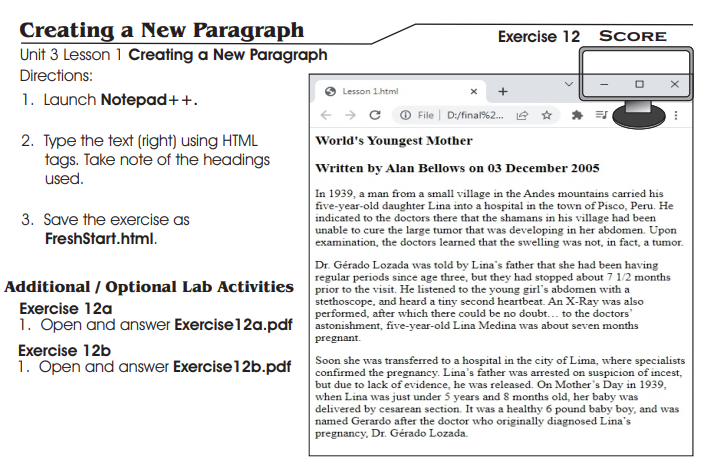 Creating a New Paragraph
Exercise 12 SCORE
Unit 3 Lesson 1 Creating a New Paragraph
Directions:
1. Launch Notepad++.
2. Type the text (right) using HTML
tags. Take note of the headings
used.
3. Save the exercise as
FreshStart.html.
Additional / Optional Lab Activities
Exercise 12a
1. Open and answer Exercise12a.pdf
Exercise 12b
1. Open and answer Exercise12b.pdf
Lesson 1.html
File | D:/final%2...
World's Youngest Mother
Written by Alan Bellows on 03 December 2005
In 1939, a man from a small village in the Andes mountains carried his
five-year-old daughter Lina into a hospital in the town of Pisco, Peru. He
indicated to the doctors there that the shamans in his village had been
unable to cure the large tumor that was developing in her abdomen. Upon
examination, the doctors learned that the swelling was not, in fact, a tumor.
Dr. Gérado Lozada was told by Lina's father that she had been having
regular periods since age three, but they had stopped about 7 1/2 months
prior to the visit. He listened to the young girl's abdomen with a
stethoscope, and heard a tiny second heartbeat. An X-Ray was also
performed, after which there could be no doubt… to the doctors'
astonishment, five-year-old Lina Medina was about seven months
pregnant.
Soon she was transferred to a hospital in the city of Lima, where specialists
confirmed the pregnancy. Lina's father was arrested on suspicion of incest,
but due to lack of evidence, he was released. On Mother's Day in 1939,
when Lina was just under 5 years and 8 months old, her baby was
delivered by cesarean section. It was a healthy 6 pound baby boy, and was
named Gerardo after the doctor who originally diagnosed Lina's
pregnancy, Dr. Gérado Lozada.